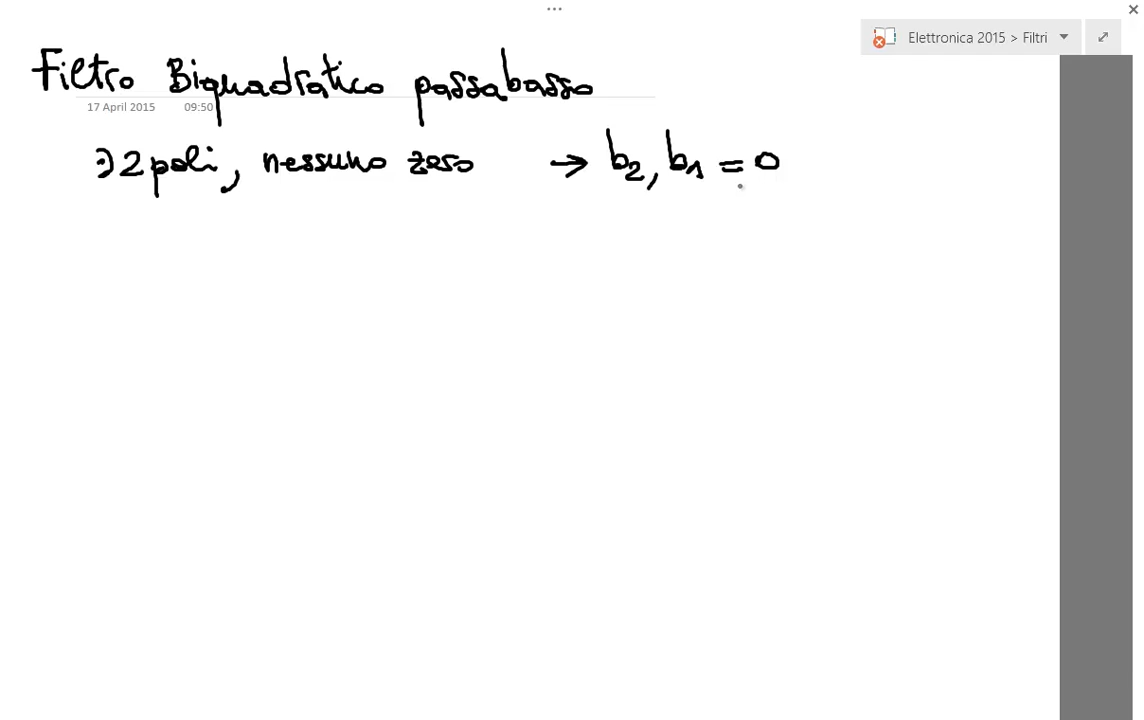 Elettronica 2015 > Filtri
Filtro Biquadratico passabasso
17 April 2015 09:50
∃ 2 poli, nessuno zero → b2, b1 = 0